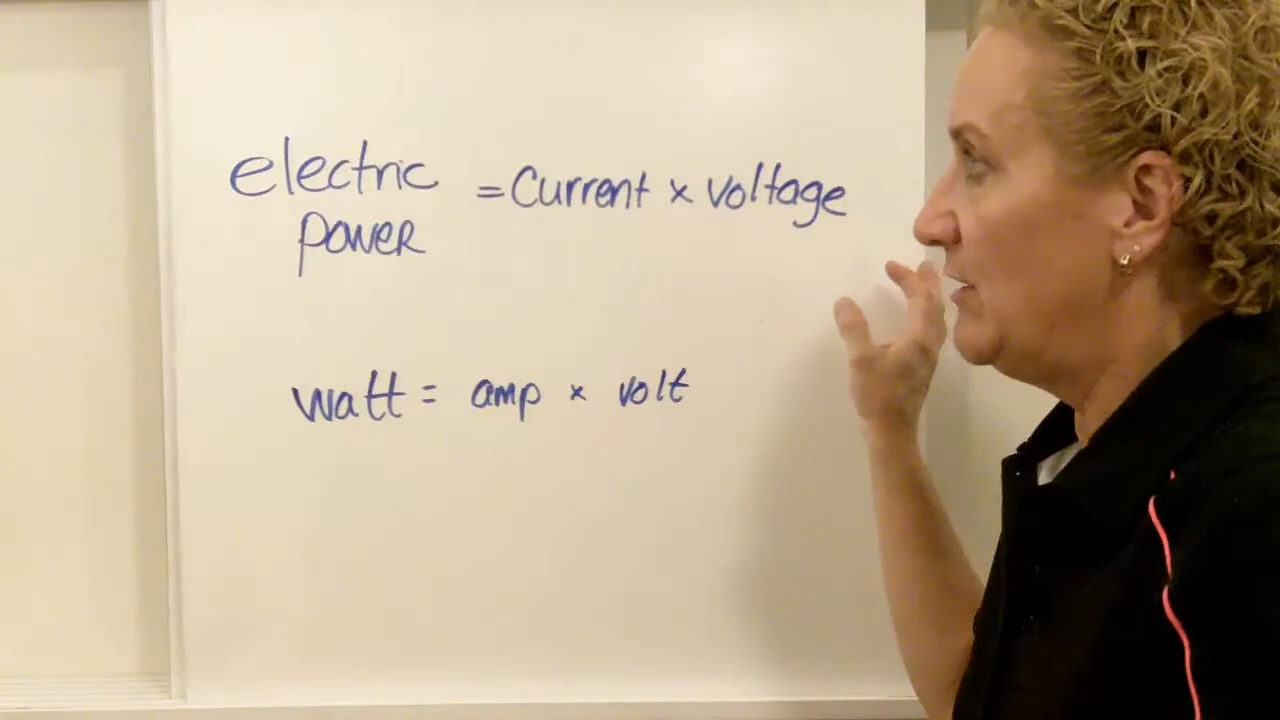 electric = Current x voltage
power
watt = amp x volt